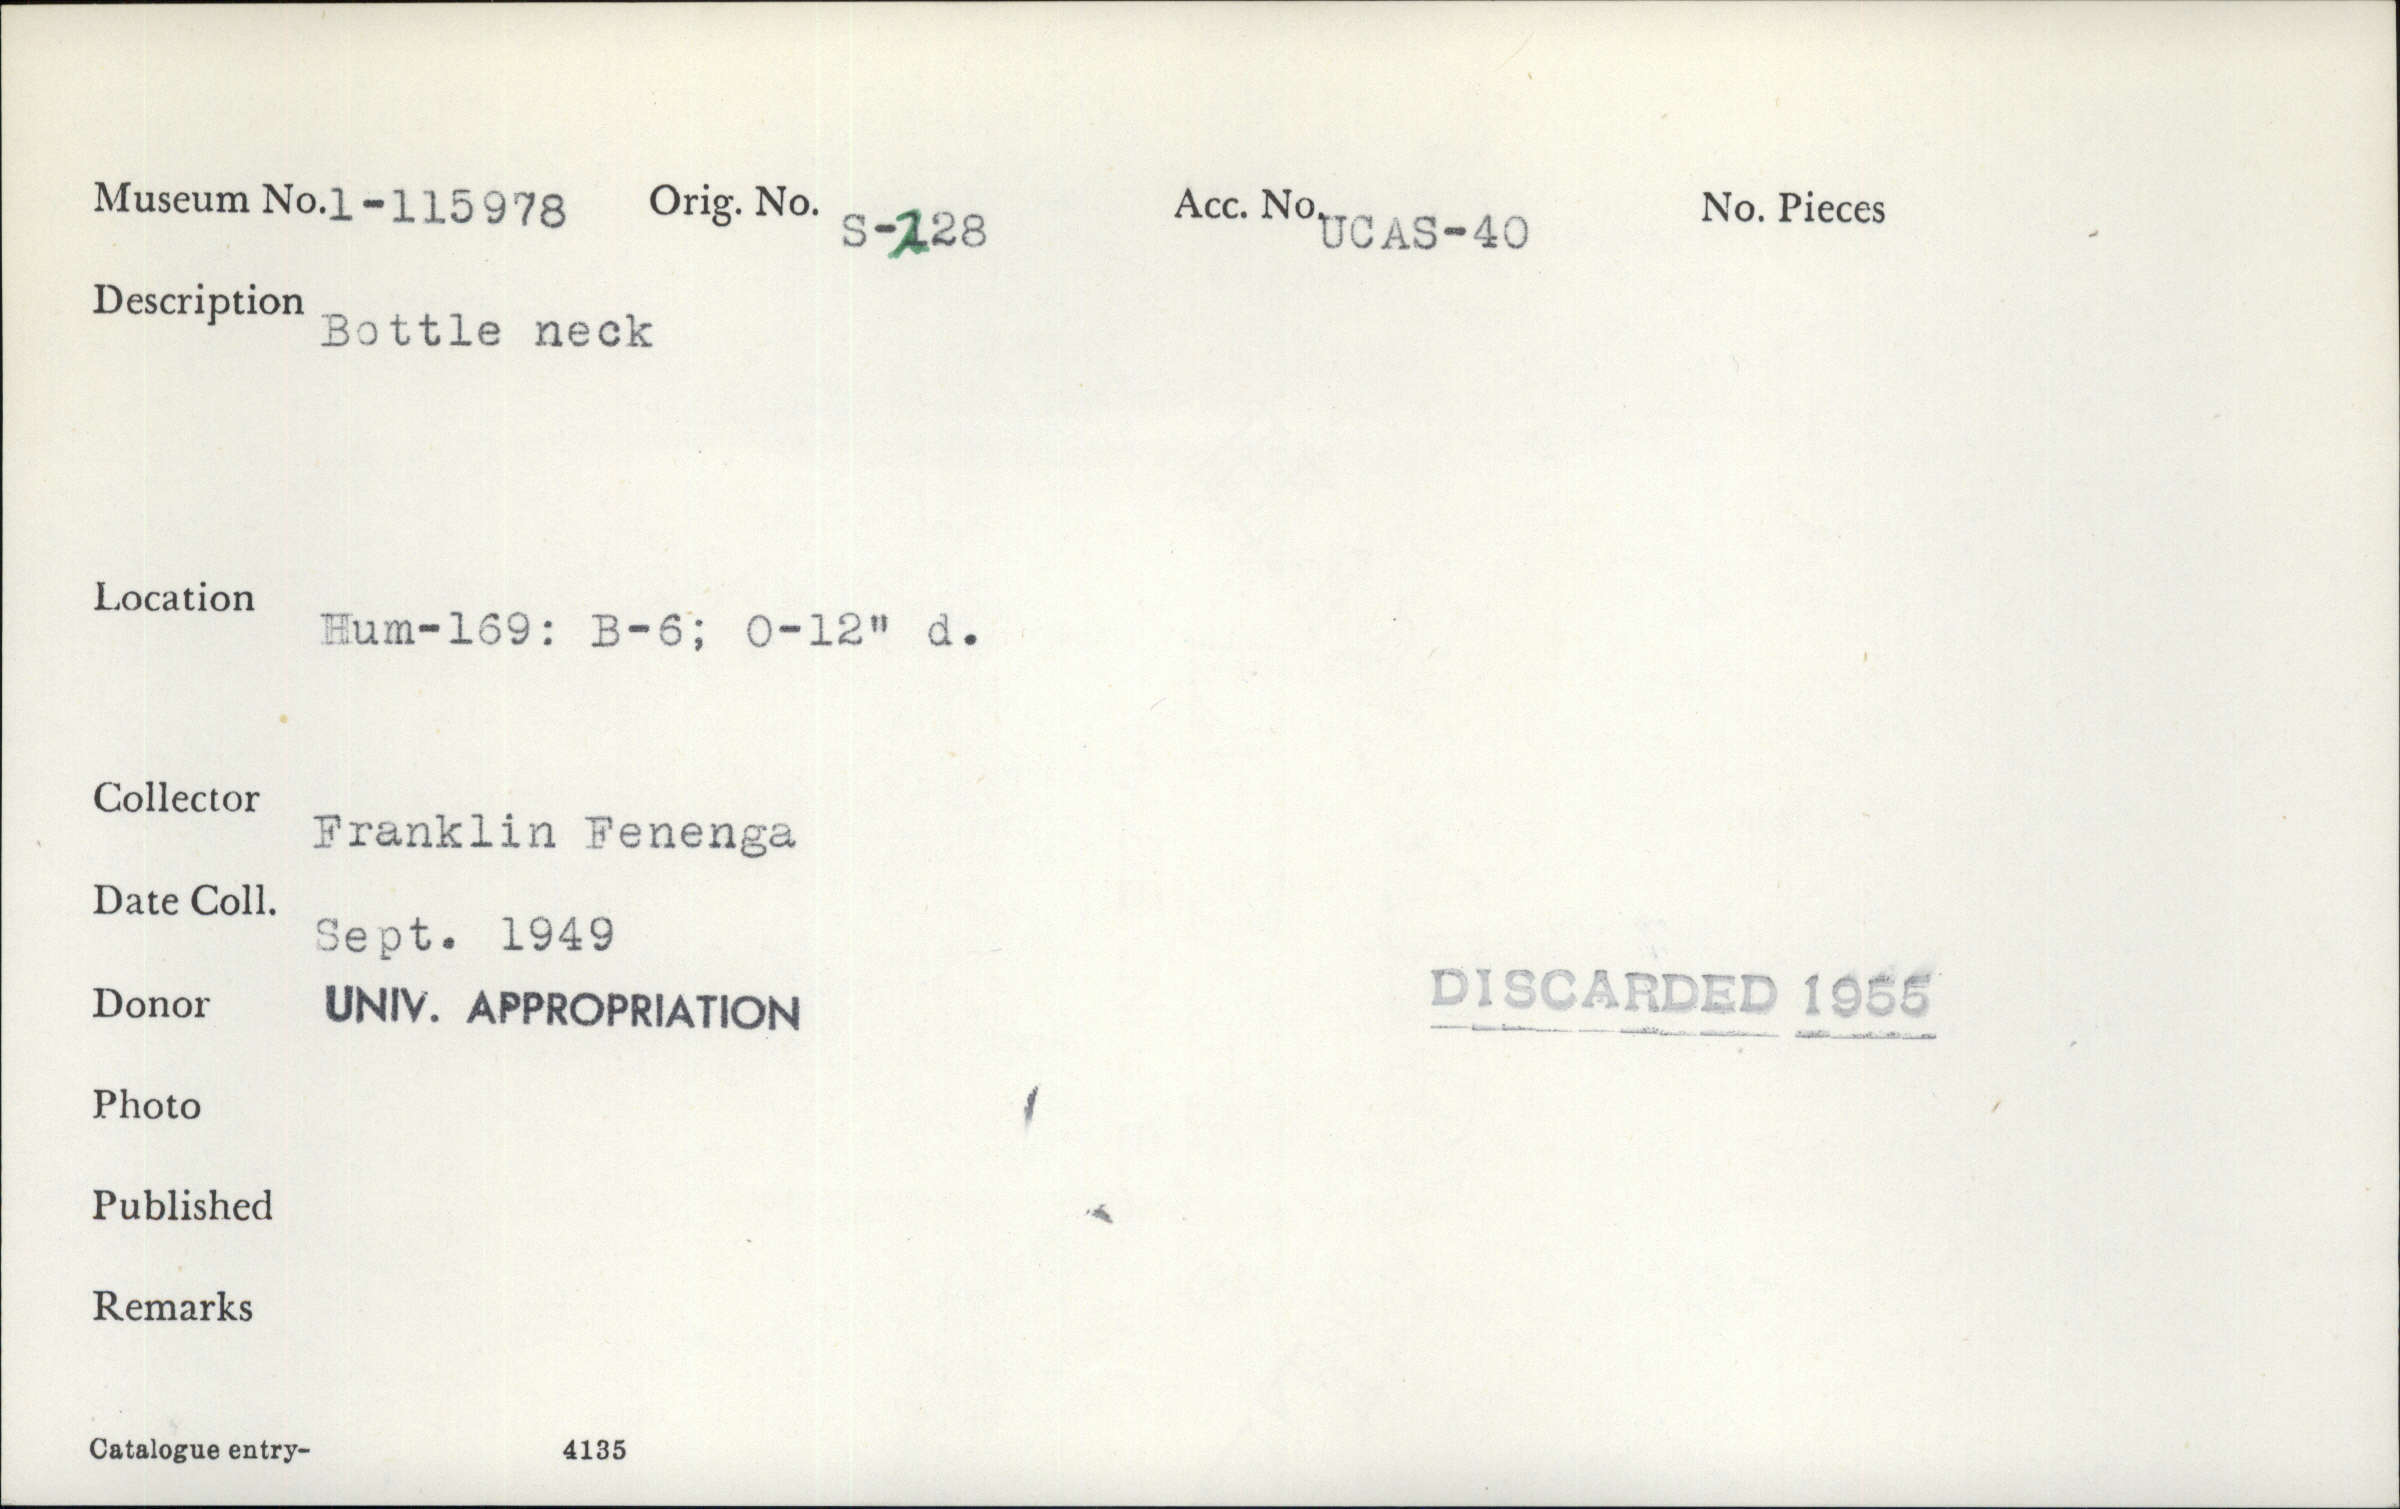 Museum No. 1-115978 Orig. No. S-228 Acc. No. UCAS-40 No. Pieces
Description Bottle neck
Location Hum-169: B-6; 0-12" d.
Collector Franklin Fenenga
Date Coll. Sept. 1949
Donor UNIV. APPROPRIATION DISCARDED 1955
Photo
Published
Remarks
Catalogue entry- 4135